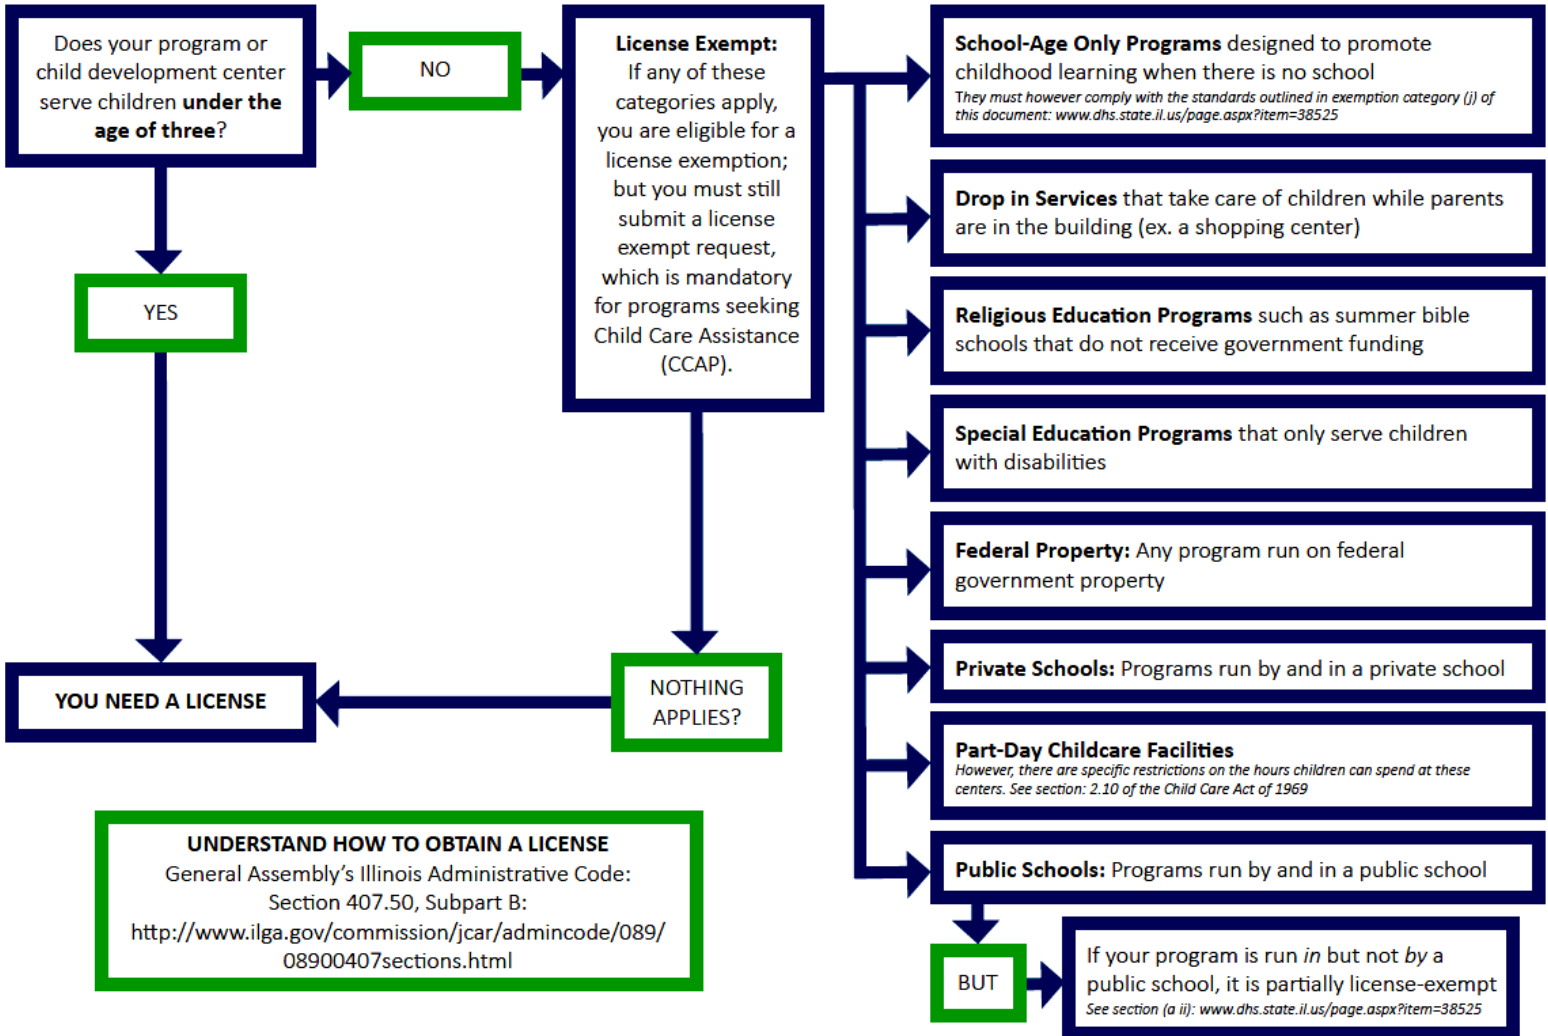 Does your program or
child development center
serve children under the
age of three?
NO
YES
YOU NEED A LICENSE
License Exempt:
If any of these
categories apply,
you are eligible for a
license exemption;
but you must still
submit a license
exempt request,
which is mandatory
for programs seeking
Child Care Assistance
(CCAP).
NOTHING
APPLIES?
School-Age Only Programs designed to promote
childhood learning when there is no school
They must however comply with the standards outlined in exemption category (j) of
this document: www.dhs.state.il.us/page.aspx?item=38525
Drop in Services that take care of children while parents
are in the building (ex. a shopping center)
Religious Education Programs such as summer bible
schools that do not receive government funding
Special Education Programs that only serve children
with disabilities
Federal Property: Any program run on federal
government property
Private Schools: Programs run by and in a private school
Part-Day Childcare Facilities
However, there are specific restrictions on the hours children can spend at these
centers. See section: 2.10 of the Child Care Act of 1969
Public Schools: Programs run by and in a public school
BUT
If your program is run in but not by a
public school, it is partially license-exempt
See section (a ii): www.dhs.state.il.us/page.aspx?item=38525
UNDERSTAND HOW TO OBTAIN A LICENSE
General Assembly's Illinois Administrative Code:
Section 407.50, Subpart B:
http://www.ilga.gov/commission/jcar/admincode/089/
08900407sections.html